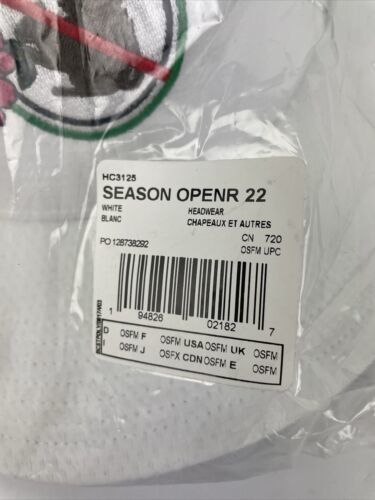 HC3125
SEASON OPENR 22
WHITE HEADWEAR
BLANC CHAPEAUX ET AUTRES
CN 720
PO 128738292 OSFM UPC
1 94826 02182 7
D OSFM F OSFM USA OSFM UK OSFM
I OSFM J OSFX CDN OSFM E OSFM